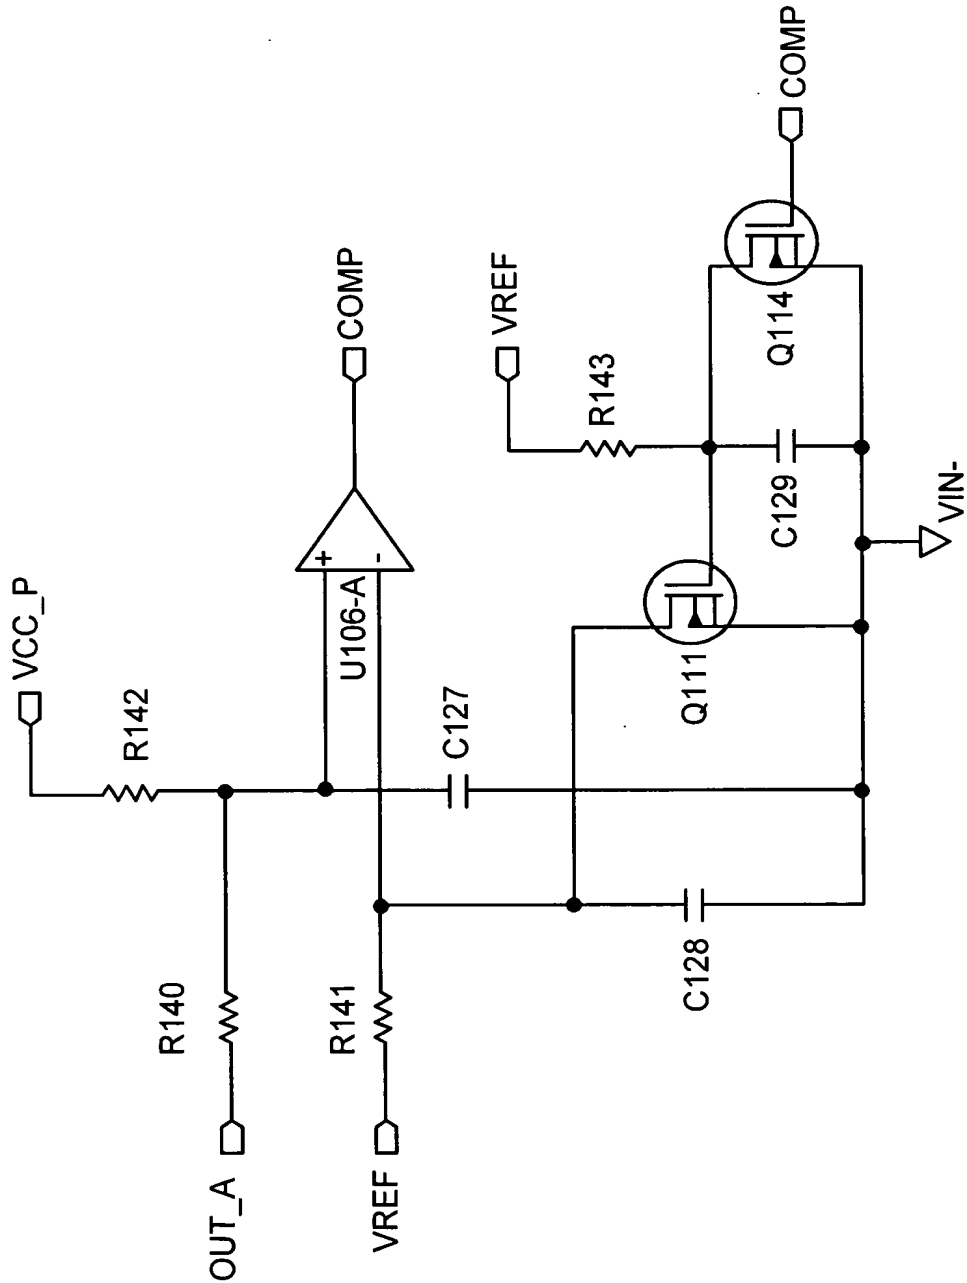 VCC_P
R142
OUT_A
R140
VREF
R141
U106-A
+
-
COMP
C127
C128
VREF
R143
Q111
C129
Q114
COMP
VIN-